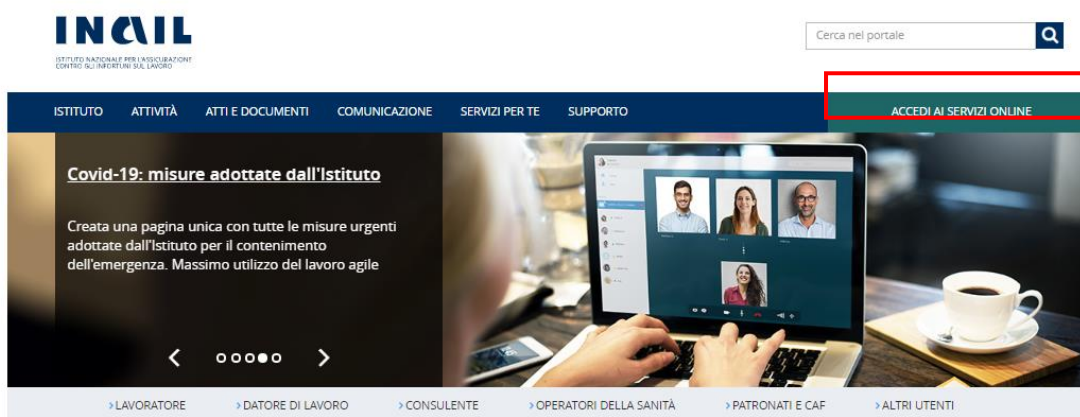 INAIL
ISTITUTO NAZIONALE PER L'ASSICURAZIONE
CONTRO GLI INFORTUNI SUL LAVORO
Cerca nel portale
ISTITUTO ATTIVITÀ ATTI E DOCUMENTI COMUNICAZIONE SERVIZI PER TE SUPPORTO ACCEDI AI SERVIZI ONLINE
Covid-19: misure adottate dall'Istituto
Creata una pagina unica con tutte le misure urgenti
adottate dall'Istituto per il contenimento
dell'emergenza. Massimo utilizzo del lavoro agile
LAVORATORE DATORE DI LAVORO CONSULENTE OPERATORI DELLA SANITÀ PATRONATI E CAF ALTRI UTENTI